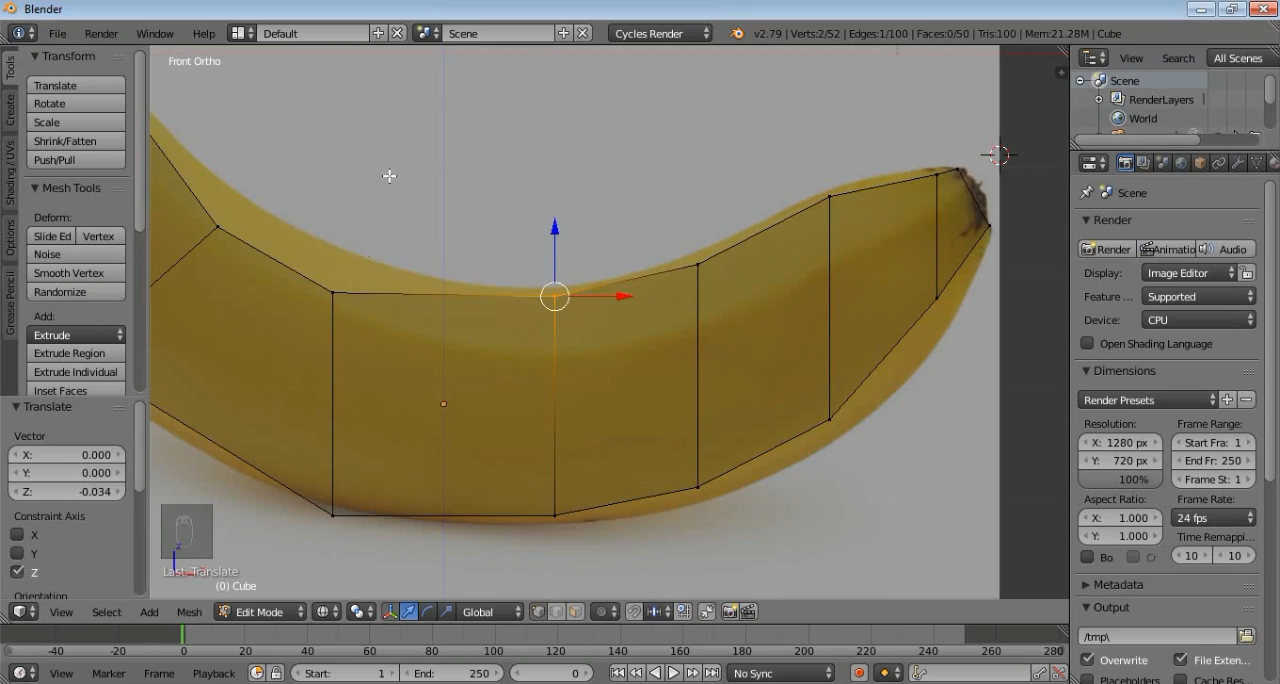 Blender
File Render Window Help Default Scene Cycles Render v2.79 | Verts:2/52 | Edges:1/100 | Faces:0/50 | Tris:100 | Mem:21.28M | Cube
Tools
Create
Shading / UVs
Options
Grease Pencil
Transform
Translate
Rotate
Scale
Shrink/Fatten
Push/Pull
Mesh Tools
Deform:
Slide Ed Vertex
Noise
Smooth Vertex
Randomize
Add:
Extrude
Extrude Region
Extrude Individual
Inset Faces
Translate
Vector
X: 0.000
Y: 0.000
Z: -0.034
Constraint Axis
X
Y
Z
Orientation
Front Ortho
Last: Translate
(0) Cube
View Select Add Mesh Edit Mode Global
-40 -20 0 20 40 60 80 100 120 140 160 180 200 220 240 260 280
View Marker Frame Playback Start: 1 End: 250 0 No Sync
View Search All Scenes
Scene
RenderLayers
World
Scene
Render
Render Animatio Audio
Display: Image Editor
Feature ... Supported
Device: CPU
Open Shading Language
Dimensions
Render Presets
Resolution: Frame Range:
X: 1280 px Start Fra: 1
Y: 720 px End Fr: 250
100% Frame St: 1
Aspect Ratio: Frame Rate:
X: 1.000 24 fps
Y: 1.000 Time Remappi...
Bo Cr 10 10
Metadata
Output
/tmp\
Overwrite File Exten...
Placeholders Cache Res...